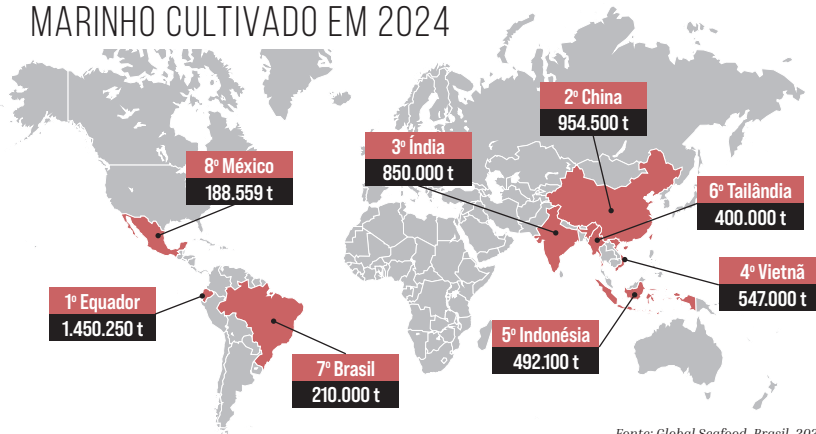 MARINHO CULTIVADO EM 2024
2º China
954.500 t
3º Índia
850.000 t
8º México
188.559 t
6º Tailândia
400.000 t
4º Vietnã
547.000 t
1º Equador
1.450.250 t
5º Indonésia
492.100 t
7º Brasil
210.000 t
Fonte: Global Seafood, Brasil,